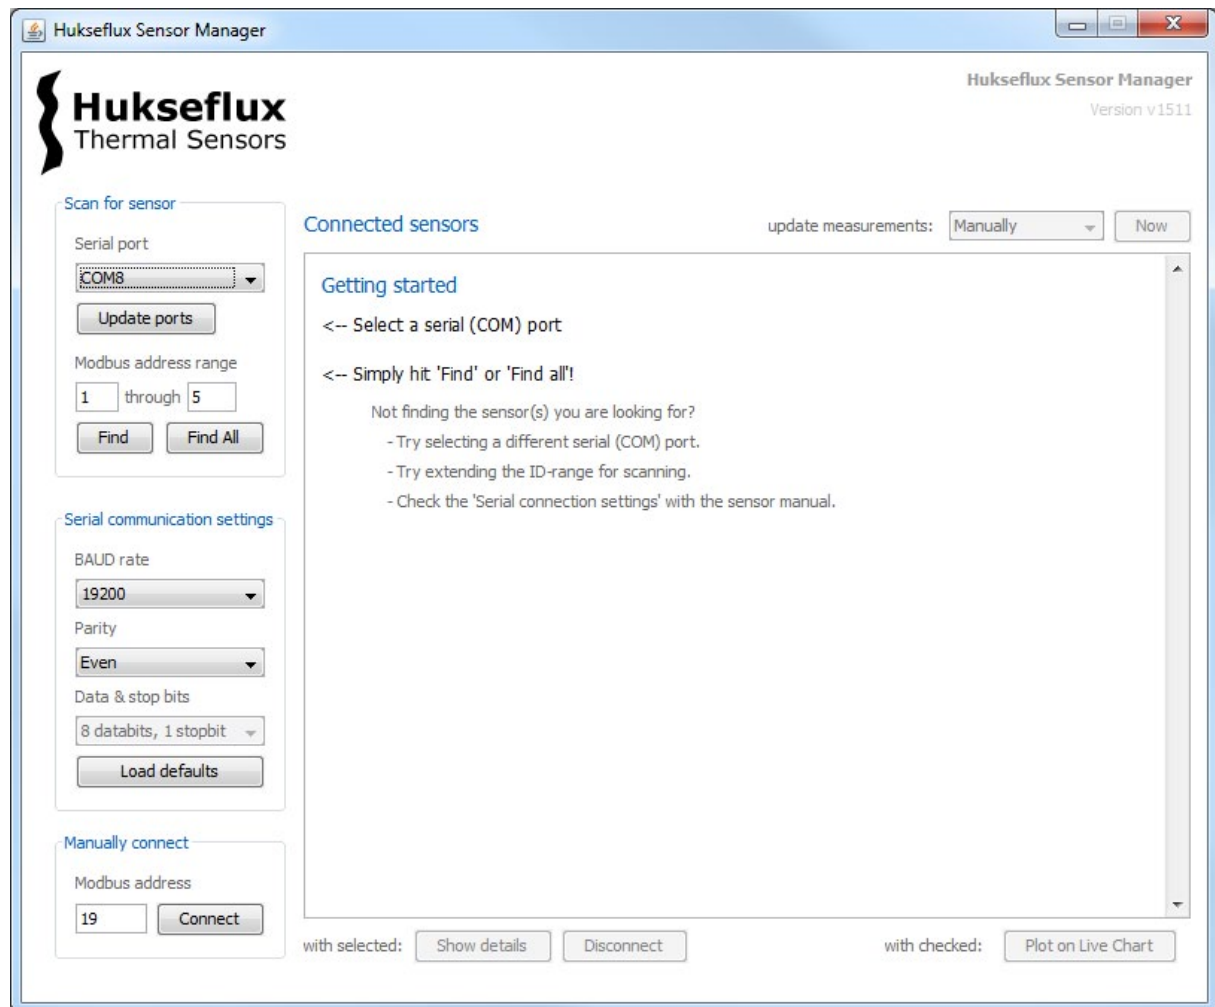 Hukseflux Sensor Manager
Hukseflux
Thermal Sensors
Hukseflux Sensor Manager
Version v1511
Scan for sensor
Serial port
COM8
Update ports
Modbus address range
1 through 5
Find Find All
Serial communication settings
BAUD rate
19200
Parity
Even
Data & stop bits
8 databits, 1 stopbit
Load defaults
Manually connect
Modbus address
19 Connect
Connected sensors update measurements: Manually Now
Getting started
<-- Select a serial (COM) port
<-- Simply hit 'Find' or 'Find all'!
Not finding the sensor(s) you are looking for?
- Try selecting a different serial (COM) port.
- Try extending the ID-range for scanning.
- Check the 'Serial connection settings' with the sensor manual.
with selected: Show details Disconnect with checked: Plot on Live Chart